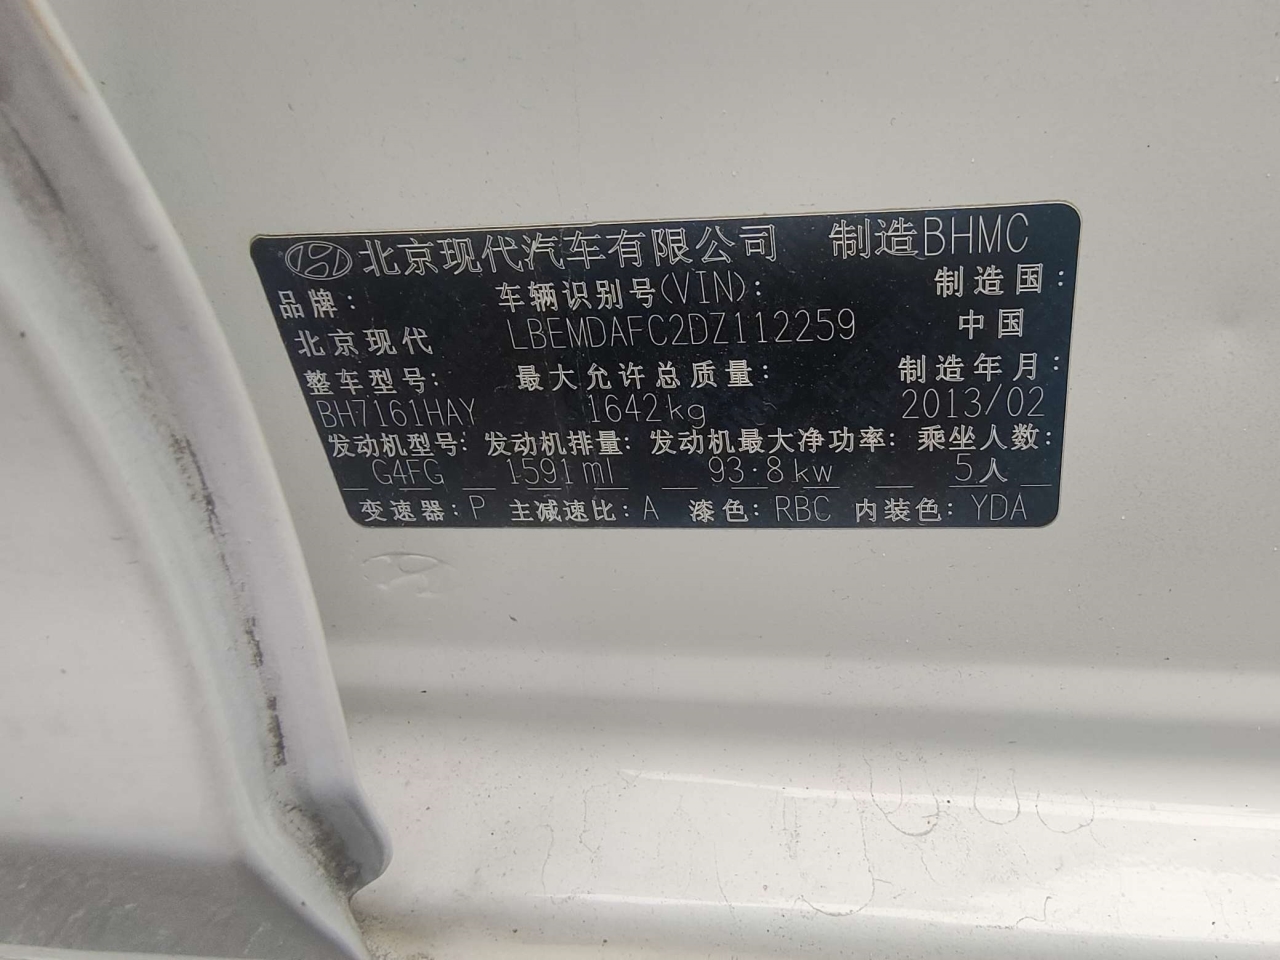 北京现代汽车有限公司 制造BHMC
品牌: 车辆识别号(VIN): 制造国:
北京现代 LBEMDAFC2DZ112259 中国
整车型号: 最大允许总质量: 制造年月:
BH7161HAY 1642kg 2013/02
发动机型号: 发动机排量: 发动机最大净功率: 乘坐人数:
G4FG 1591ml 93·8kw 5人
变速器: P 主减速比: A 漆色: RBC 内装色: YDA